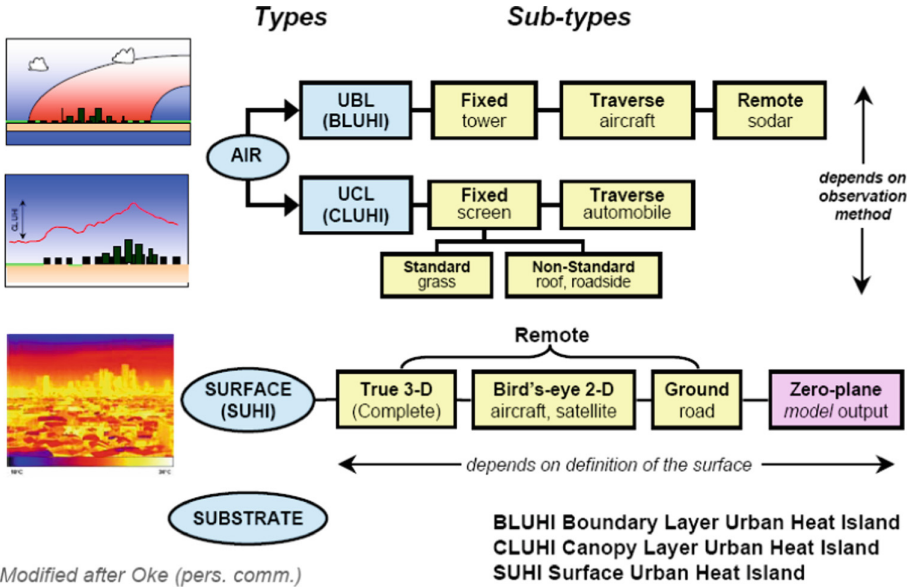 Types
Sub-types
UBL
(BLUHI)
Fixed
tower
Traverse
aircraft
Remote
sodar
AIR
depends on
observation
method
UCL
(CLUHI)
Fixed
screen
Traverse
automobile
CLUHI
Standard
grass
Non-Standard
roof, roadside
Remote
SURFACE
(SUHI)
True 3-D
(Complete)
Bird's-eye 2-D
aircraft, satellite
Ground
road
Zero-plane
model output
depends on definition of the surface
SUBSTRATE
BLUHI Boundary Layer Urban Heat Island
CLUHI Canopy Layer Urban Heat Island
SUHI Surface Urban Heat Island
Modified after Oke (pers. comm.)